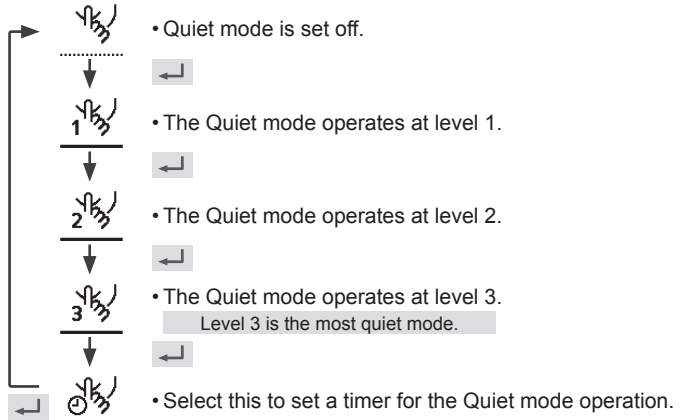 • Quiet mode is set off.
1
• The Quiet mode operates at level 1.
2
• The Quiet mode operates at level 2.
3
• The Quiet mode operates at level 3.
Level 3 is the most quiet mode.
• Select this to set a timer for the Quiet mode operation.